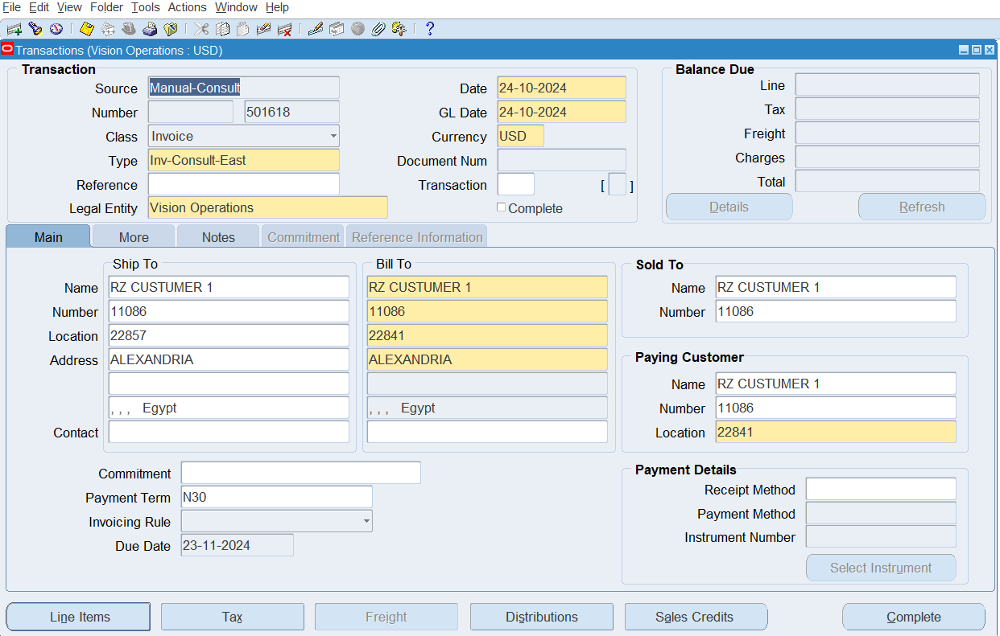 File Edit View Folder Tools Actions Window Help
?
Transactions (Vision Operations : USD)
Transaction
Source Manual-Consult
Number 501618
Class Invoice
Type Inv-Consult-East
Reference
Legal Entity Vision Operations
Date 24-10-2024
GL Date 24-10-2024
Currency USD
Document Num
Transaction [ ]
Complete
Balance Due
Line
Tax
Freight
Charges
Total
Details Refresh
Main More Notes Commitment Reference Information
Ship To
Name RZ CUSTUMER 1
Number 11086
Location 22857
Address ALEXANDRIA
, , , Egypt
Contact
Bill To
RZ CUSTUMER 1
11086
22841
ALEXANDRIA
, , , Egypt
Sold To
Name RZ CUSTUMER 1
Number 11086
Paying Customer
Name RZ CUSTUMER 1
Number 11086
Location 22841
Commitment
Payment Term N30
Invoicing Rule
Due Date 23-11-2024
Payment Details
Receipt Method
Payment Method
Instrument Number
Select Instrument
Line Items Tax Freight Distributions Sales Credits Complete